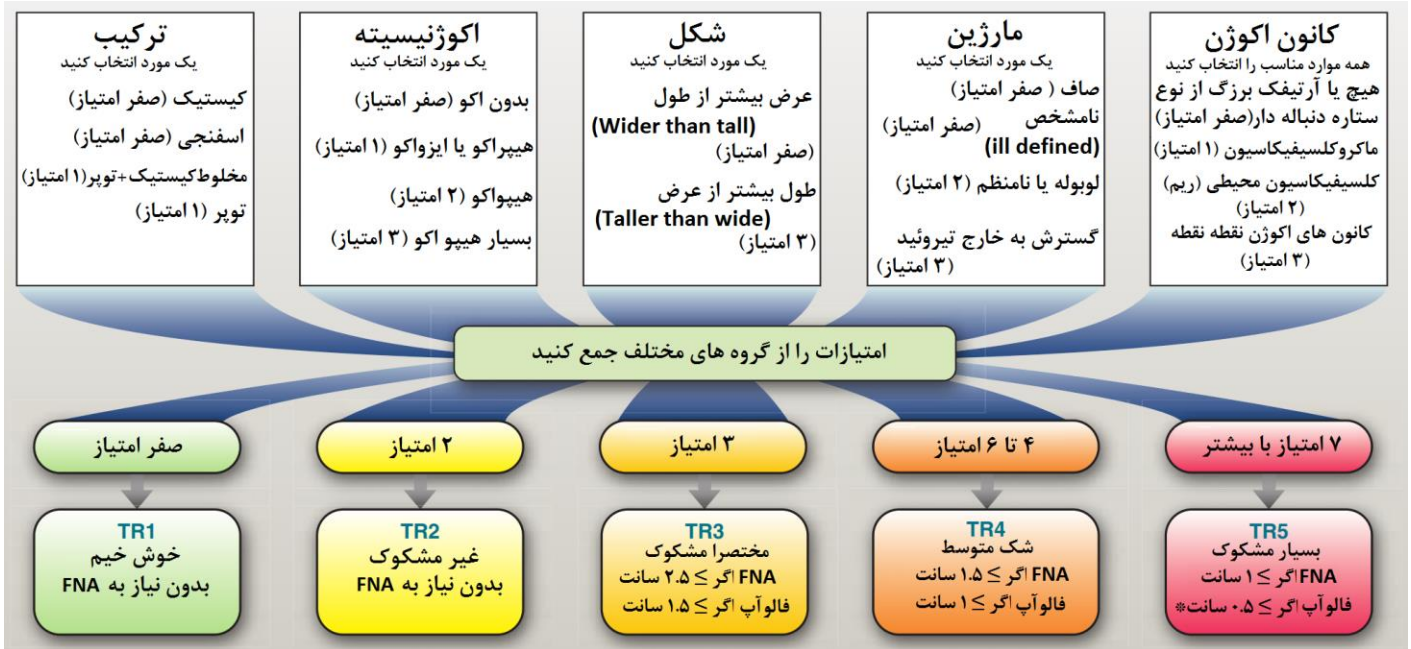 ترکیب
یک مورد انتخاب کنید
کیستیک (صفر امتیاز)
اسفنجی (صفر امتیاز)
مخلوط کیستیک+توپر(۱ امتیاز)
توپر (۱ امتیاز)
اکوژنیسیته
یک مورد انتخاب کنید
بدون اکو (صفر امتیاز)
هیپراکو یا ایزواکو (۱ امتیاز)
هیپواکو (۲ امتیاز)
بسیار هیپو اکو (۳ امتیاز)
شکل
یک مورد انتخاب کنید
عرض بیشتر از طول
(Wider than tall)
(صفر امتیاز)
طول بیشتر از عرض
(Taller than wide)
(۳ امتیاز)
مارژین
یک مورد انتخاب کنید
صاف ( صفر امتیاز)
نامشخص (صفر امتیاز)
(ill defined)
لوبوله یا نامنظم (۲ امتیاز)
گسترش به خارج تیروئید
(۳ امتیاز)
کانون اکوژن
همه موارد مناسب را انتخاب کنید
هیچ یا آرتیفک برزگ از نوع
ستاره دنباله دار(صفر امتیاز)
ماکروکلسیفیکاسیون (۱ امتیاز)
کلسیفیکاسیون محیطی (ریم)
(۲ امتیاز)
کانون های اکوژن نقطه نقطه
(۳ امتیاز)
امتیازات را از گروه های مختلف جمع کنید
صفر امتیاز
۲ امتیاز
۳ امتیاز
۴ تا ۶ امتیاز
۷ امتیاز با بیشتر
TR1
خوش خیم
بدون نیاز به FNA
TR2
غیر مشکوک
بدون نیاز به FNA
TR3
مختصرا مشکوک
FNA اگر ≥ ۲.۵ سانت
فالوآپ اگر ≥ ۱.۵ سانت
TR4
شک متوسط
FNA اگر ≥ ۱.۵ سانت
فالوآپ اگر ≥ ۱ سانت
TR5
بسیار مشکوک
FNA اگر ≥ ۱ سانت
فالوآپ اگر ≥ ۰.۵ سانت*